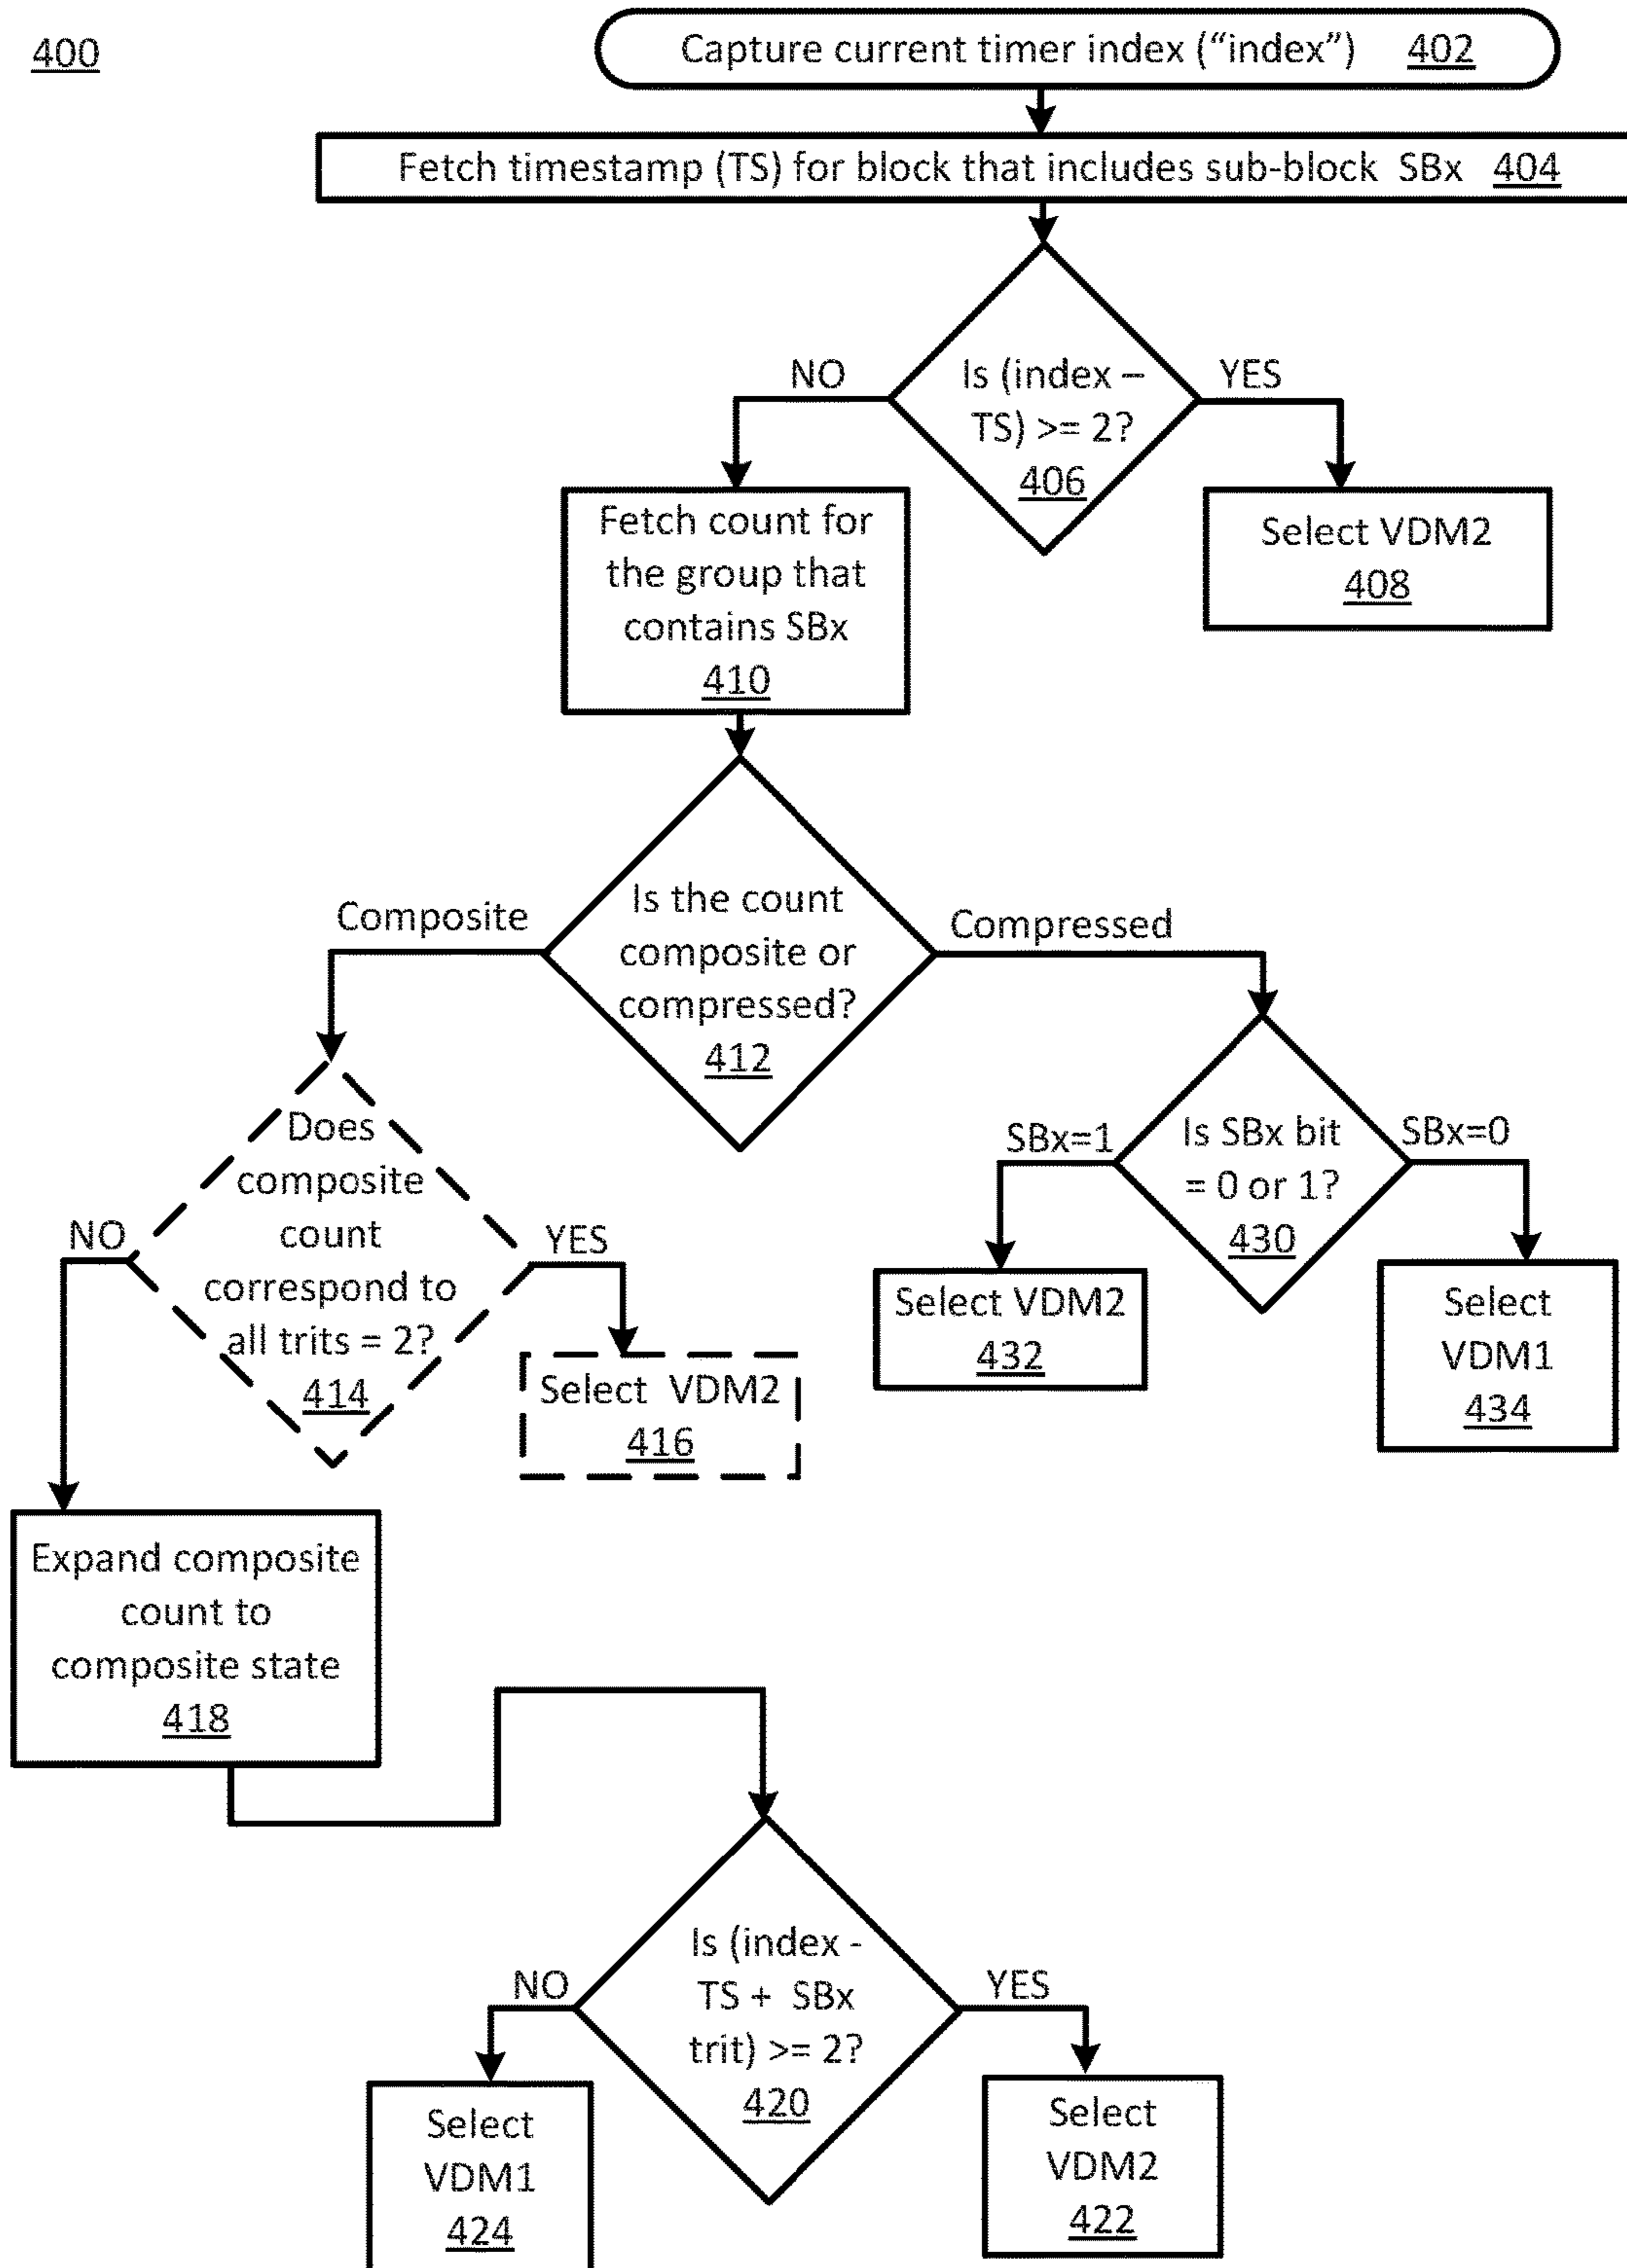 400
Capture current timer index (“index”) 402
Fetch timestamp (TS) for block that includes sub-block SBx 404
NO
Is (index –
TS) >= 2?
406
YES
Fetch count for
the group that
contains SBx
410
Select VDM2
408
Composite
Is the count
composite or
compressed?
412
Compressed
NO
Does
composite
count
correspond to
all trits = 2?
414
YES
Select VDM2
416
SBx=1
Is SBx bit
= 0 or 1?
430
SBx=0
Select VDM2
432
Select
VDM1
434
Expand composite
count to
composite state
418
NO
Is (index -
TS + SBx
trit) >= 2?
420
YES
Select
VDM1
424
Select
VDM2
422